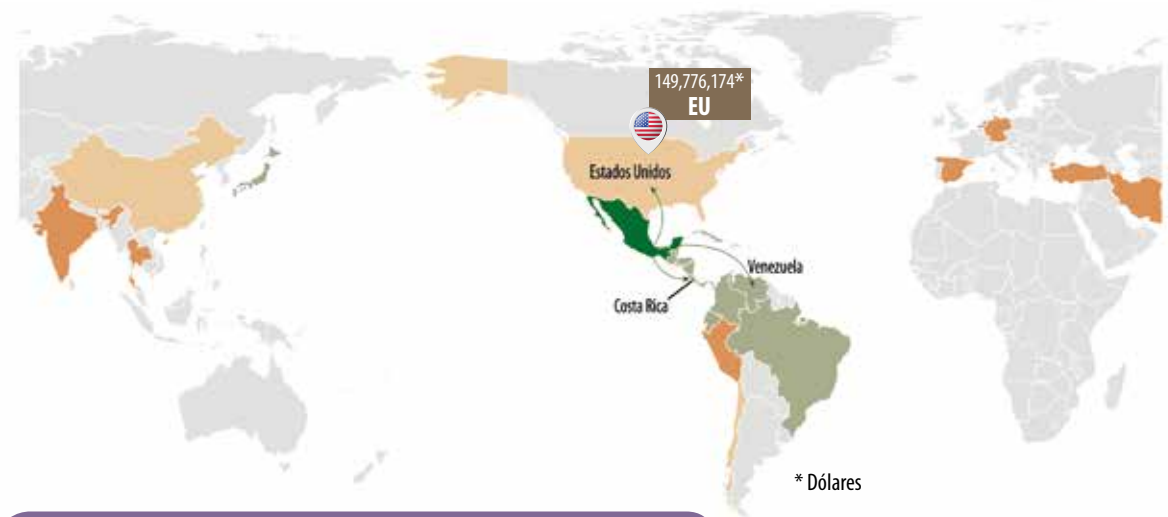 149,776,174*
EU
Estados Unidos
Venezuela
Costa Rica
* Dólares